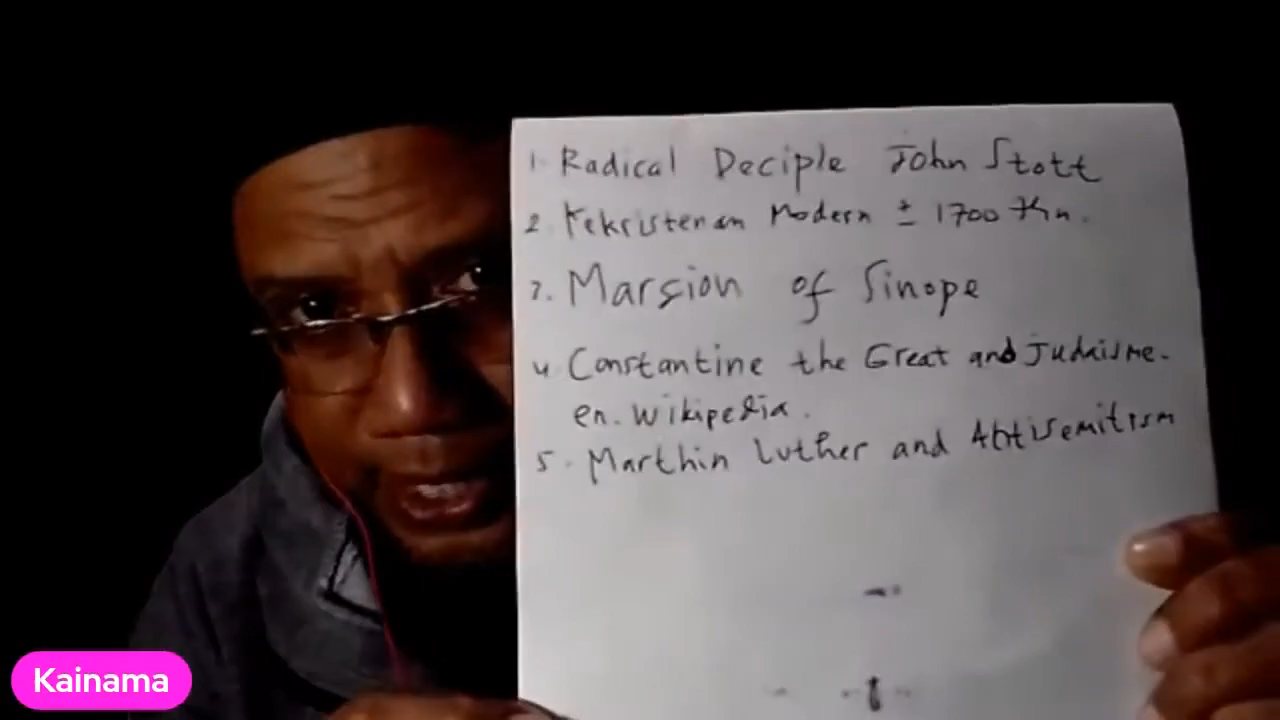 1. Radical Deciple John Stott
2. Kekristenan Modern ± 1700 thn.
3. Marsion of Sinope
4. Constantine the Great and Judaisme.
en. Wikipedia.
5. Marthin Luther and Antisemitism
Kainama